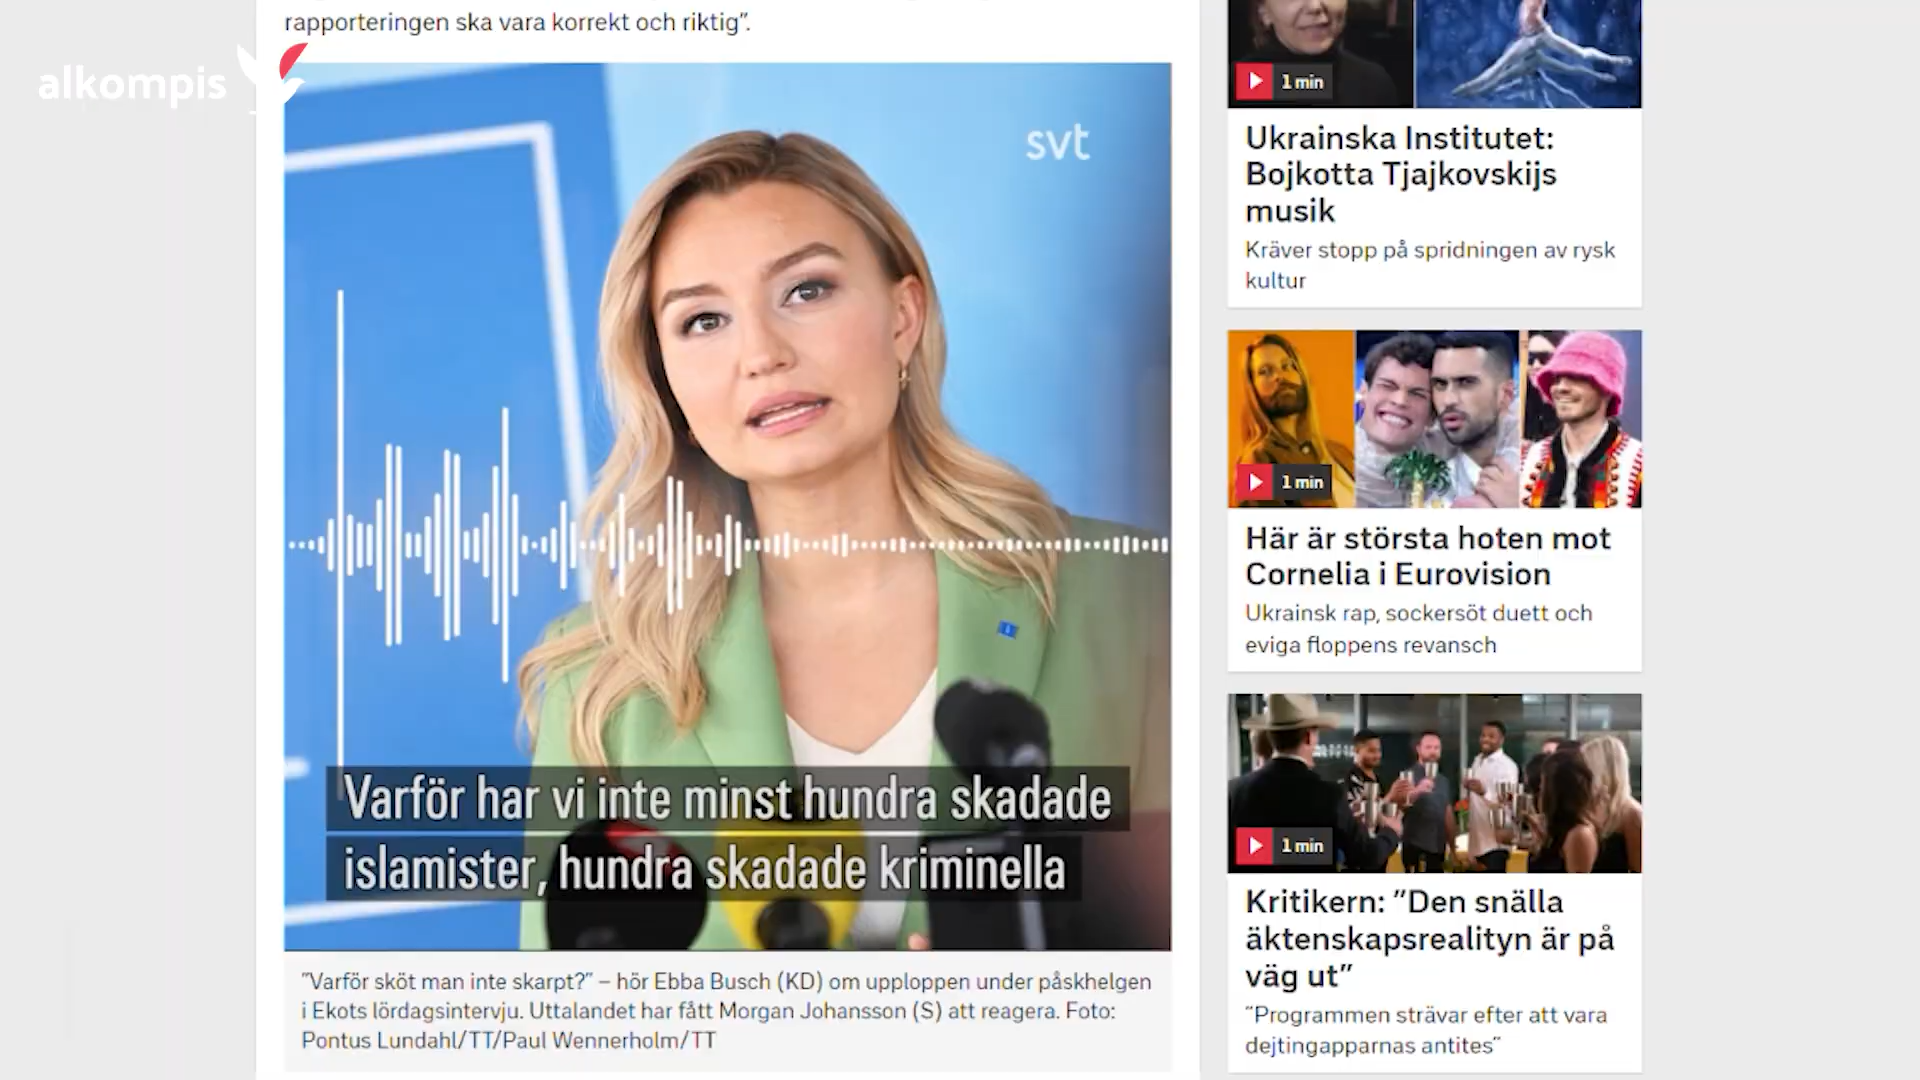 rapporteringen ska vara korrekt och riktig”.
alkompis
svt
Varför har vi inte minst hundra skadade
islamister, hundra skadade kriminella
”Varför sköt man inte skarpt?” – hör Ebba Busch (KD) om upploppen under påskhelgen
i Ekots lördagsintervju. Uttalandet har fått Morgan Johansson (S) att reagera. Foto:
Pontus Lundahl/TT/Paul Wennerholm/TT
1 min
Ukrainska Institutet:
Bojkotta Tjajkovskijs
musik
Kräver stopp på spridningen av rysk
kultur
1 min
Här är största hoten mot
Cornelia i Eurovision
Ukrainsk rap, sockersöt duett och
eviga floppens revansch
1 min
Kritikern: ”Den snälla
äktenskapsrealityn är på
väg ut”
”Programmen strävar efter att vara
dejtingapparnas antites”